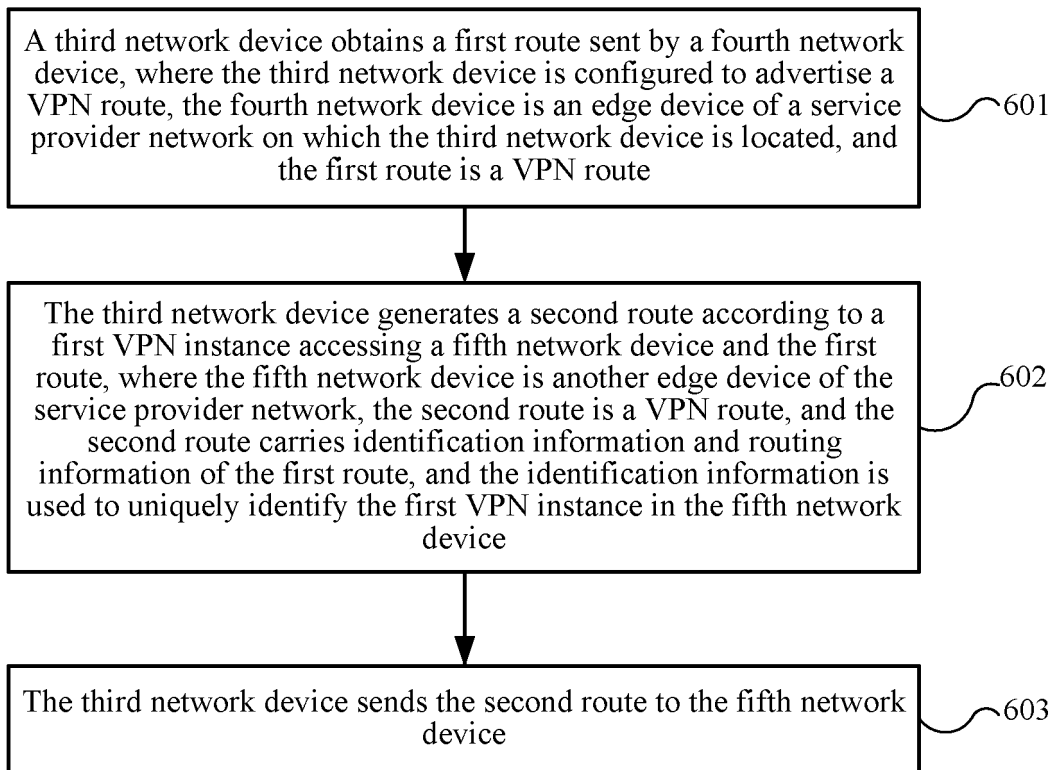 A third network device obtains a first route sent by a fourth network
device, where the third network device is configured to advertise a
VPN route, the fourth network device is an edge device of a service
provider network on which the third network device is located, and
the first route is a VPN route
601
The third network device generates a second route according to a
first VPN instance accessing a fifth network device and the first
route, where the fifth network device is another edge device of the
service provider network, the second route is a VPN route, and the
second route carries identification information and routing
information of the first route, and the identification information is
used to uniquely identify the first VPN instance in the fifth network
device
602
The third network device sends the second route to the fifth network
device
603